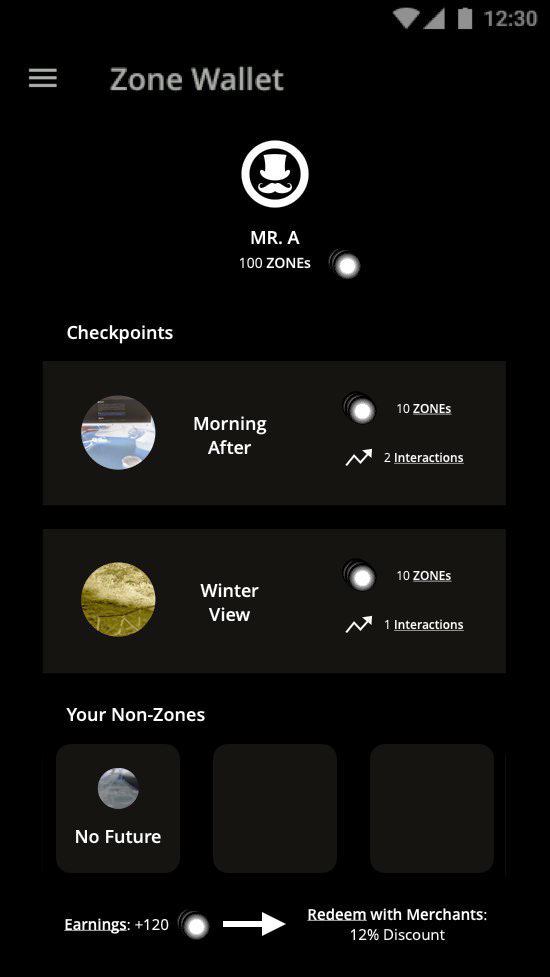 12:30
Zone Wallet
MR. A
100 ZONEs
Checkpoints
Morning
After
10 ZONEs
2 Interactions
Winter
View
10 ZONEs
1 Interactions
Your Non-Zones
No Future
Earnings: +120
Redeem with Merchants:
12% Discount